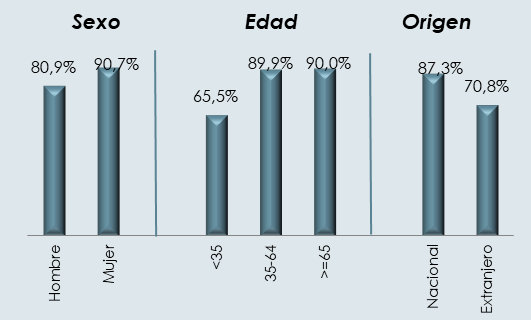 Sexo Edad Origen
80,9% 90,7% 65,5% 89,9% 90,0% 87,3% 70,8%
Hombre Mujer <35 35-64 >=65 Nacional Extranjero